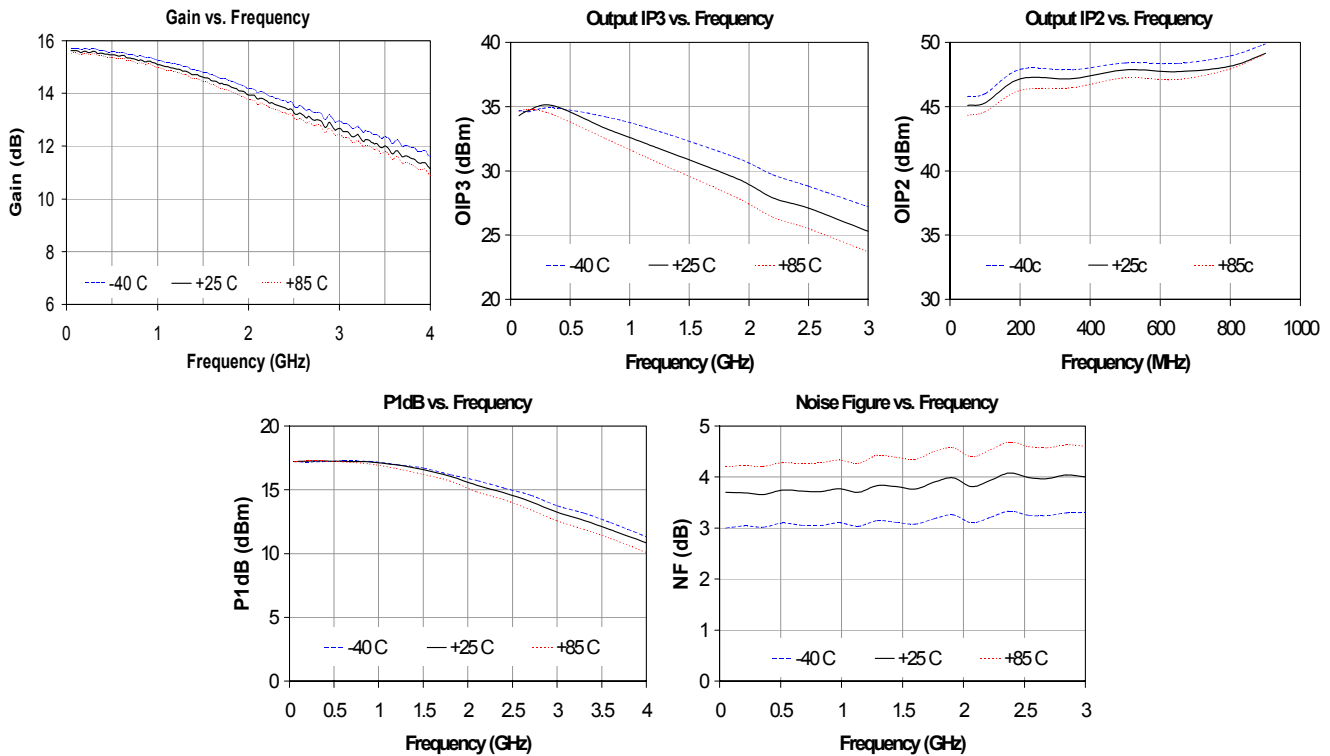 Gain vs. Frequency
16
14
12
10
8
6
Gain (dB)
-40 C
+25 C
+85 C
0
1
2
3
4
Frequency (GHz)
Output IP3 vs. Frequency
40
35
30
25
20
OIP3 (dBm)
-40 C
+25 C
+85 C
0
0.5
1
1.5
2
2.5
3
Frequency (GHz)
Output IP2 vs. Frequency
50
45
40
35
30
OIP2 (dBm)
-40c
+25c
+85c
0
200
400
600
800
1000
Frequency (MHz)
P1dB vs. Frequency
20
15
10
5
0
P1dB (dBm)
-40 C
+25 C
+85 C
0
0.5
1
1.5
2
2.5
3
3.5
4
Frequency (GHz)
Noise Figure vs. Frequency
5
4
3
2
1
0
NF (dB)
-40 C
+25 C
+85 C
0
0.5
1
1.5
2
2.5
3
Frequency (GHz)